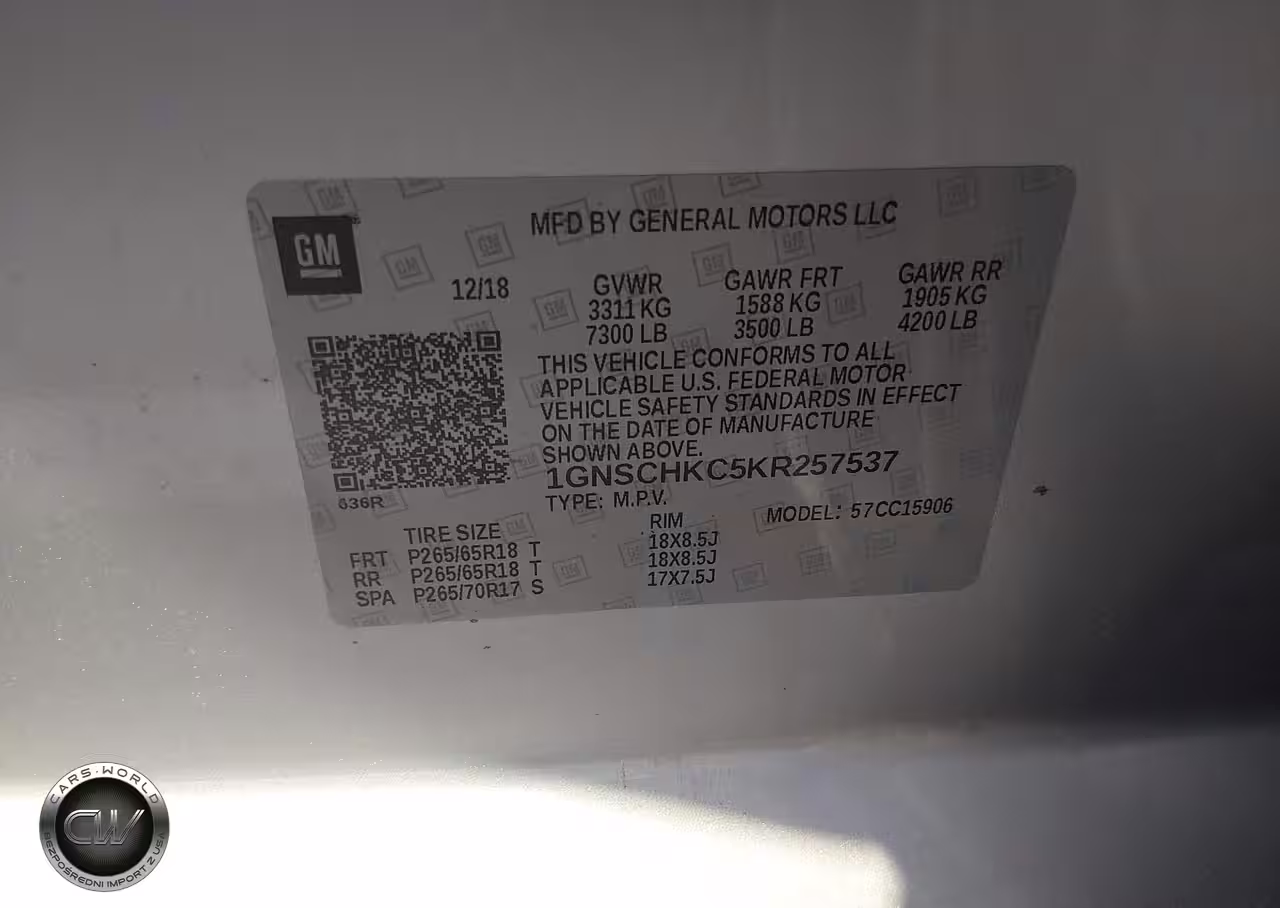 MFD BY GENERAL MOTORS LLC
GM
12/18
GVWR GAWR FRT GAWR RR
3311 KG 1588 KG 1905 KG
7300 LB 3500 LB 4200 LB
THIS VEHICLE CONFORMS TO ALL
APPLICABLE U.S. FEDERAL MOTOR
VEHICLE SAFETY STANDARDS IN EFFECT
ON THE DATE OF MANUFACTURE
SHOWN ABOVE.
1GNSCHKC5KR257537
TYPE: M.P.V. MODEL: 57CC15906
636R
TIRE SIZE RIM
FRT P265/65R18 T 18X8.5J
RR P265/65R18 T 18X8.5J
SPA P265/70R17 S 17X7.5J
CARS-WORLD
CW
BEZPOŚREDNI IMPORT Z USA